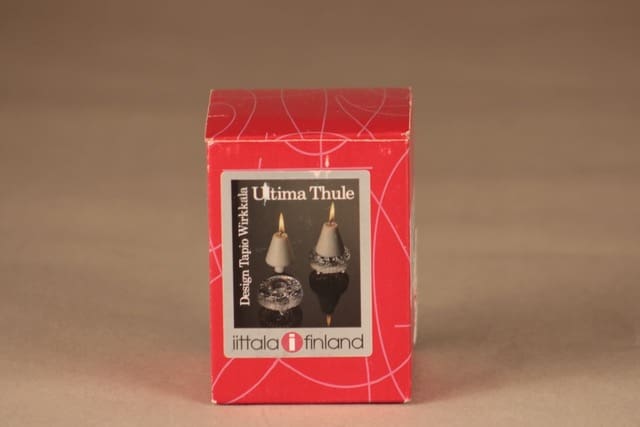 Ultima Thule
Design Tapio Wirkkala
iittala i finland